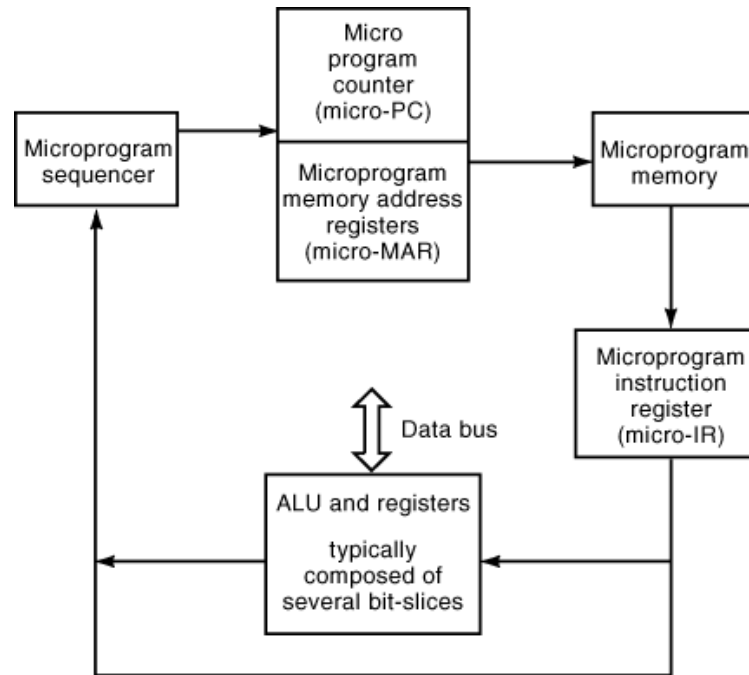 Micro
program
counter
(micro-PC)
Microprogram
sequencer
Microprogram
memory address
registers
(micro-MAR)
Microprogram
memory
Microprogram
instruction
register
(micro-IR)
Data bus
ALU and registers
typically
composed of
several bit-slices